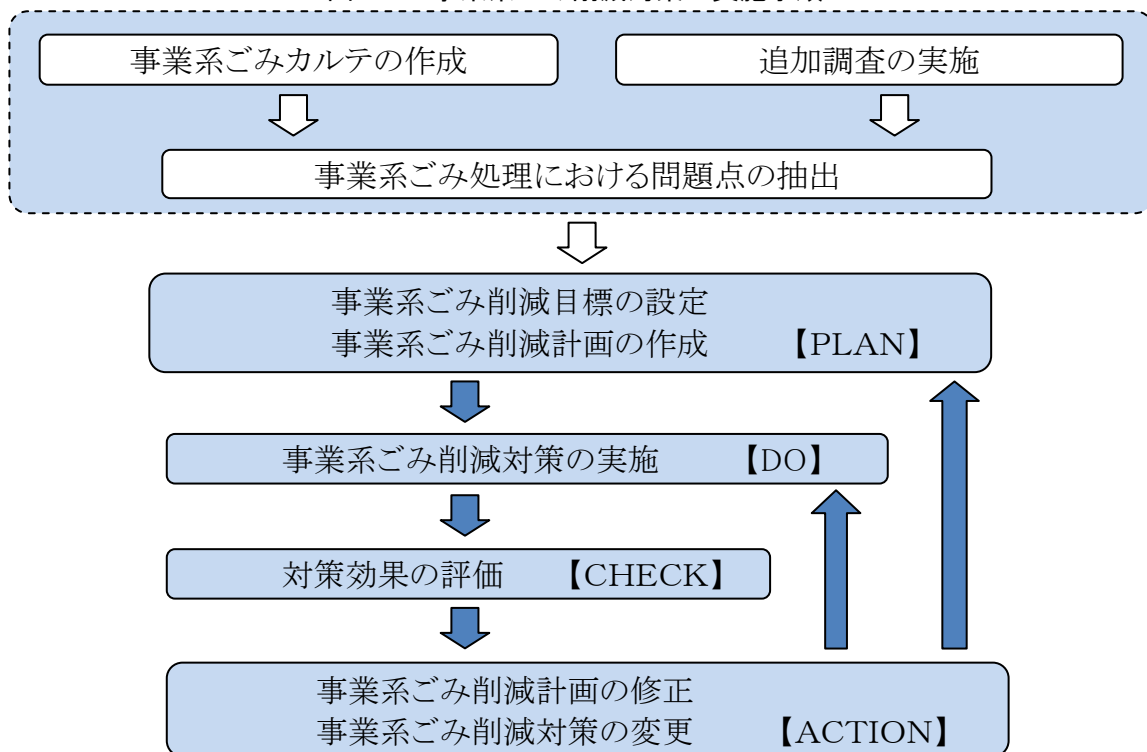 事業系ごみカルテの作成
追加調査の実施
事業系ごみ処理における問題点の抽出
事業系ごみ削減目標の設定
事業系ごみ削減計画の作成　【PLAN】
事業系ごみ削減対策の実施　【DO】
対策効果の評価　【CHECK】
事業系ごみ削減計画の修正
事業系ごみ削減対策の変更　【ACTION】